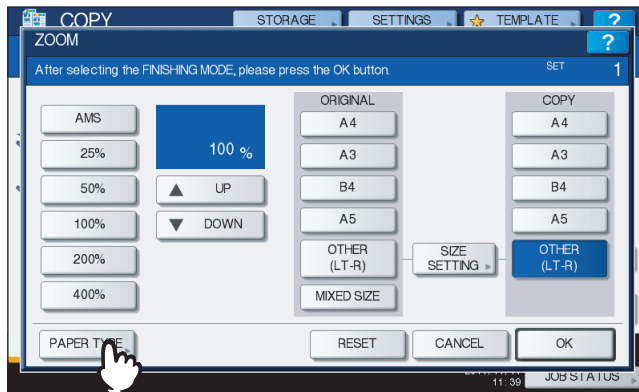 COPY
STORAGE
SETTINGS
TEMPLATE
?
ZOOM
?
After selecting the FINISHING MODE, please press the OK button.
SET 1
ORIGINAL
COPY
AMS
25%
50%
100%
200%
400%
100 %
UP
DOWN
A4
A3
B4
A5
OTHER
(LT-R)
MIXED SIZE
SIZE
SETTING
A4
A3
B4
A5
OTHER
(LT-R)
PAPER TYPE
RESET
CANCEL
OK
11:39
JOB STATUS